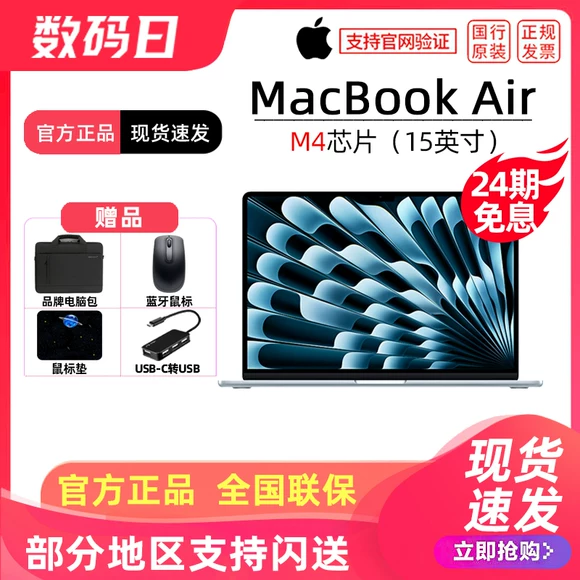 数码日
支持官网验证
国行原装
正规发票
MacBook Air
M4芯片（15英寸）
官方正品
现货速发
24期免息
赠品
品牌电脑包
蓝牙鼠标
鼠标垫
USB-C转USB
官方正品 全国联保
部分地区支持闪送
现货速发
立即抢购